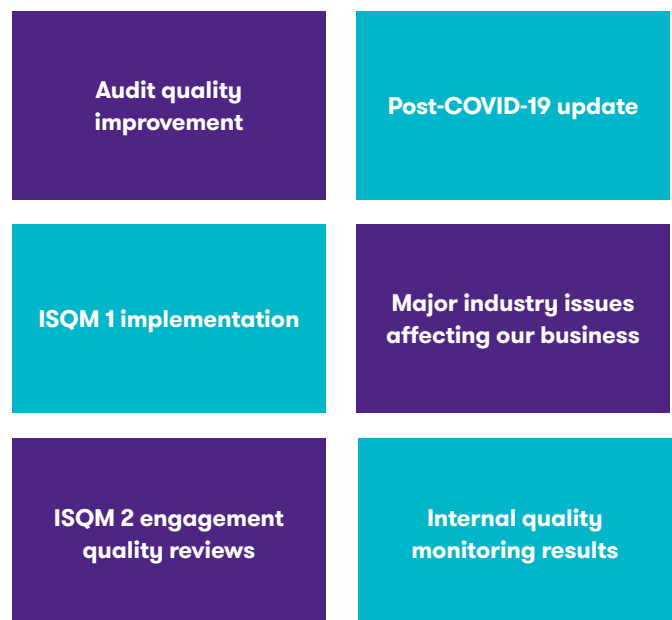 Audit quality
improvement
Post-COVID-19 update
ISQM 1 implementation
Major industry issues
affecting our business
ISQM 2 engagement
quality reviews
Internal quality
monitoring results